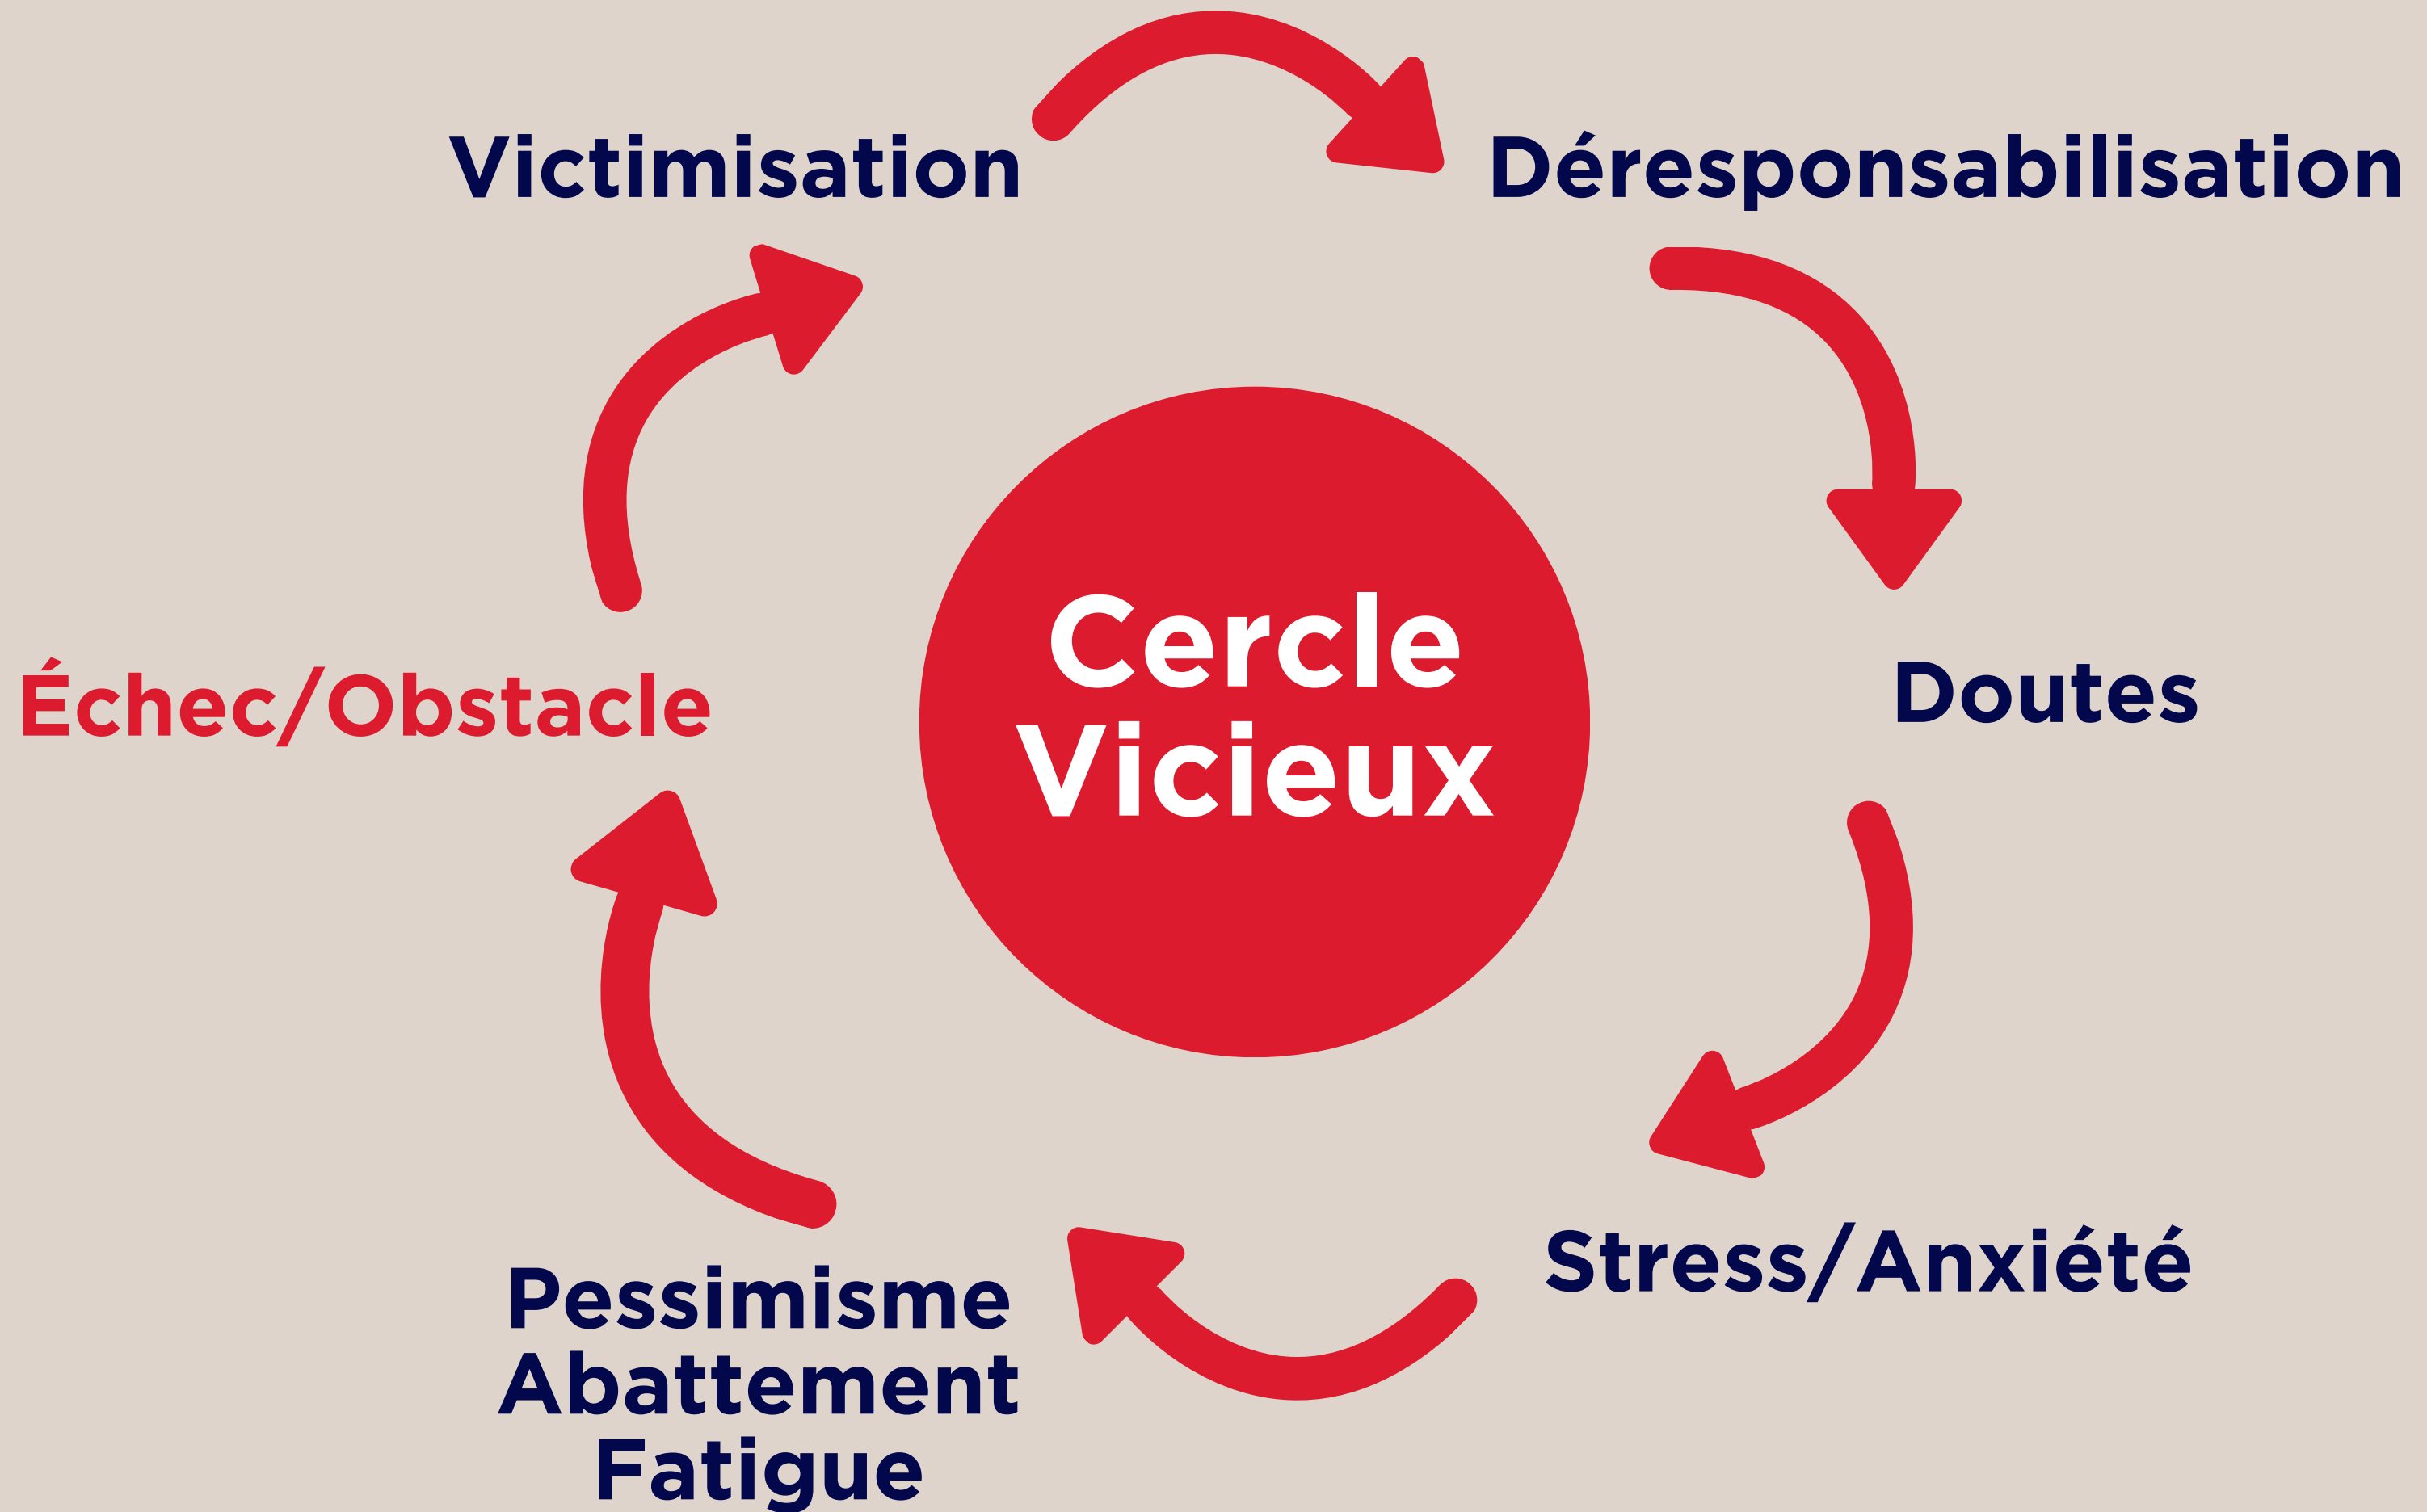 Victimisation
Déresponsabilisation
Échec/Obstacle
Cercle
Vicieux
Doutes
Stress/Anxiété
Pessimisme
Abattement
Fatigue